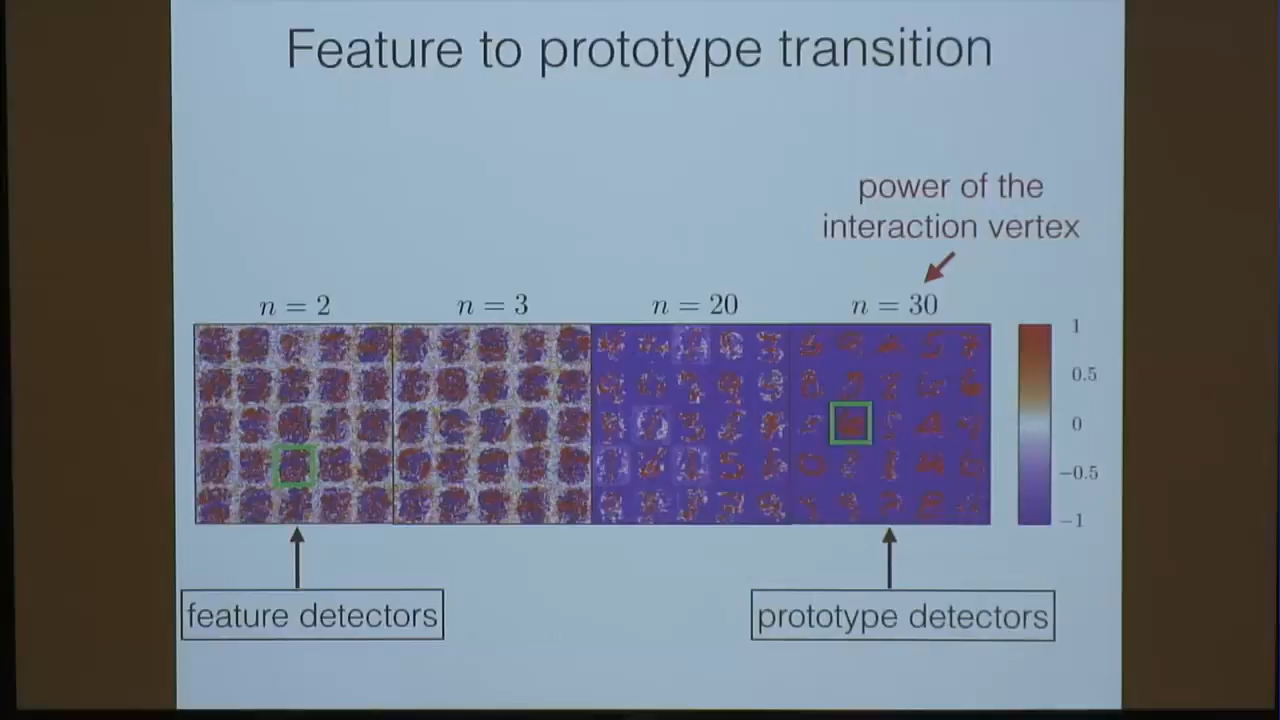 Feature to prototype transition
power of the
interaction vertex
n = 2
n = 3
n = 20
n = 30
1
0.5
0
−0.5
−1
feature detectors
prototype detectors